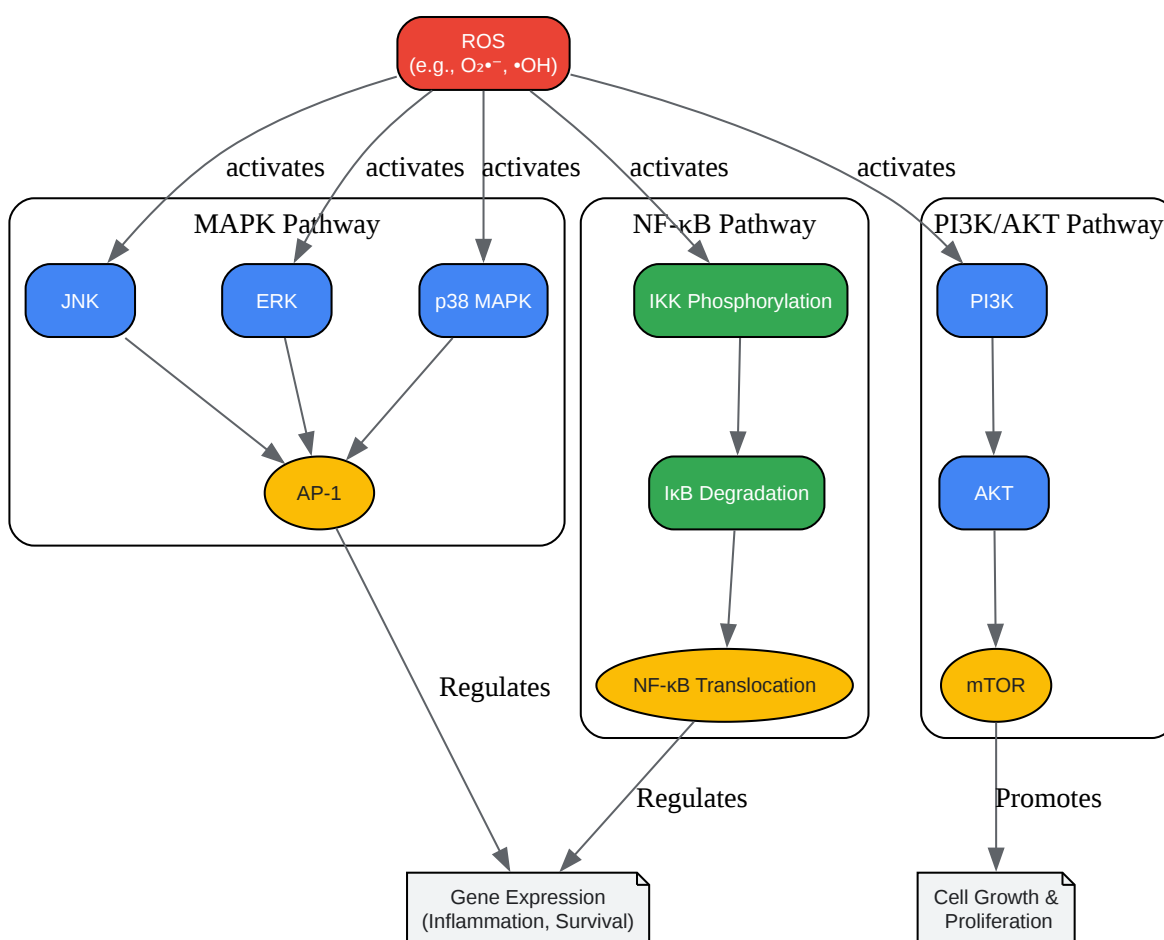 ROS
(e.g., O₂•⁻, •OH)
activates
activates
activates
activates
activates
MAPK Pathway
NF-κB Pathway
PI3K/AKT Pathway
JNK
ERK
p38 MAPK
IKK Phosphorylation
PI3K
AP-1
IκB Degradation
AKT
Regulates
NF-κB Translocation
mTOR
Regulates
Promotes
Gene Expression
(Inflammation, Survival)
Cell Growth &
Proliferation